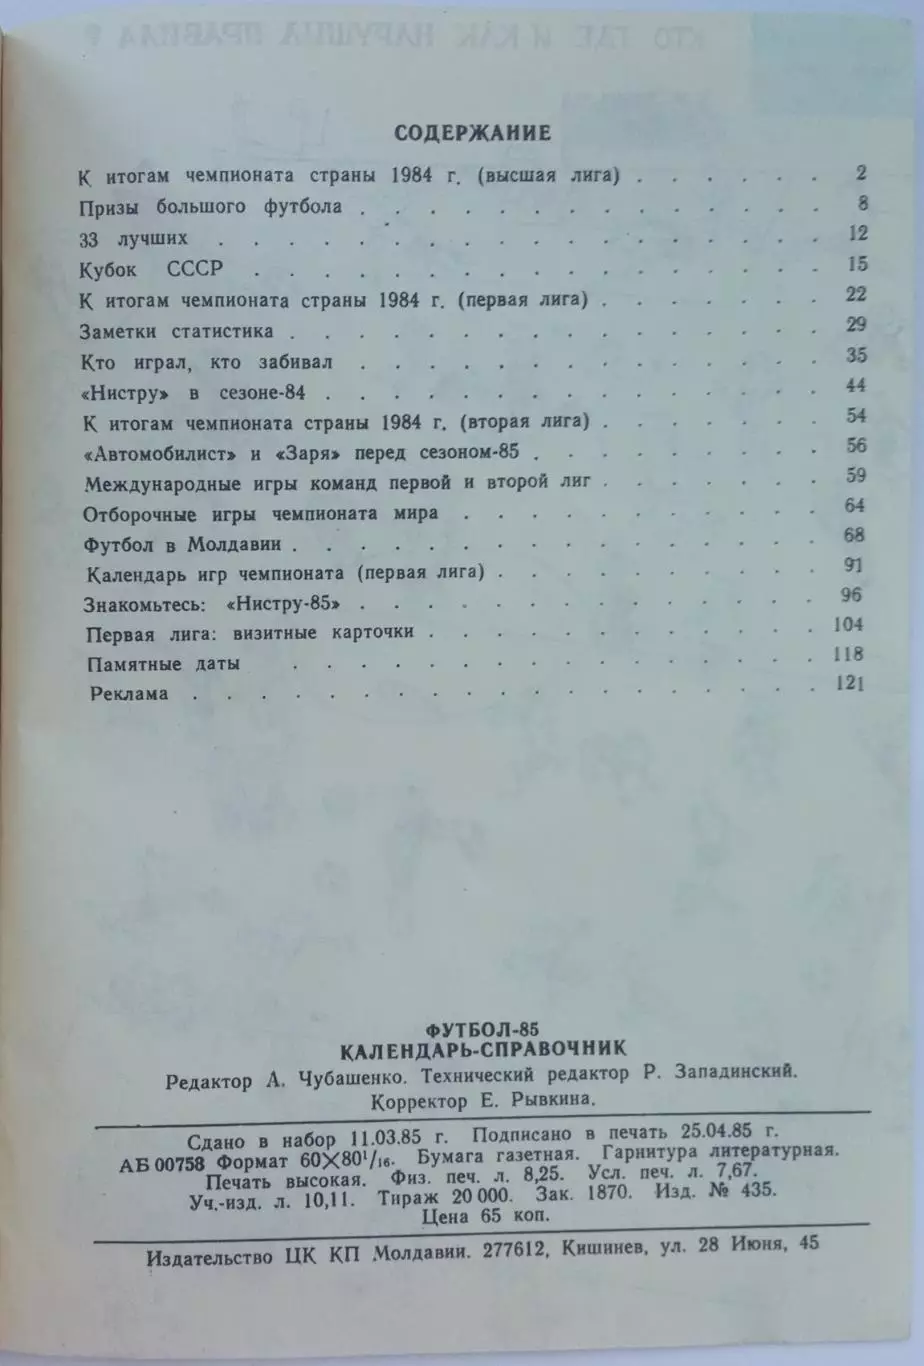 СОДЕРЖАНИЕ
К итогам чемпионата страны 1984 г. (высшая лига) . . . . . . 2
Призы большого футбола . . . . . . . . . . . . . . 8
33 лучших . . . . . . . . . . . . . . . . . . 12
Кубок СССР . . . . . . . . . . . . . . . . . 15
К итогам чемпионата страны 1984 г. (первая лига) . . . . . . . 22
Заметки статистика . . . . . . . . . . . . . . . . 29
Кто играл, кто забивал . . . . . . . . . . . . . . 35
«Нистру» в сезоне-84 . . . . . . . . . . . . . . . 44
К итогам чемпионата страны 1984 г. (вторая лига) . . . . . . . 54
«Автомобилист» и «Заря» перед сезоном-85 . . . . . . . . . 56
Международные игры команд первой и второй лиг . . . . . . . 59
Отборочные игры чемпионата мира . . . . . . . . . . . 64
Футбол в Молдавии . . . . . . . . . . . . . . . . 68
Календарь игр чемпионата (первая лига) . . . . . . . . . . 91
Знакомьтесь: «Нистру-85» . . . . . . . . . . . . . . 96
Первая лига: визитные карточки . . . . . . . . . . . . 104
Памятные даты . . . . . . . . . . . . . . . . 118
Реклама . . . . . . . . . . . . . . . . . . . 121
ФУТБОЛ-85
КАЛЕНДАРЬ-СПРАВОЧНИК
Редактор А. Чубашенко. Технический редактор Р. Западинский.
Корректор Е. Рывкина.
Сдано в набор 11.03.85 г. Подписано в печать 25.04.85 г.
АБ 00758 Формат 60×80¹/₁₆. Бумага газетная. Гарнитура литературная.
Печать высокая. Физ. печ. л. 8,25. Усл. печ. л. 7,67.
Уч.-изд. л. 10,11. Тираж 20 000. Зак. 1870. Изд. № 435.
Цена 65 коп.
Издательство ЦК КП Молдавии. 277612, Кишинев, ул. 28 Июня, 45